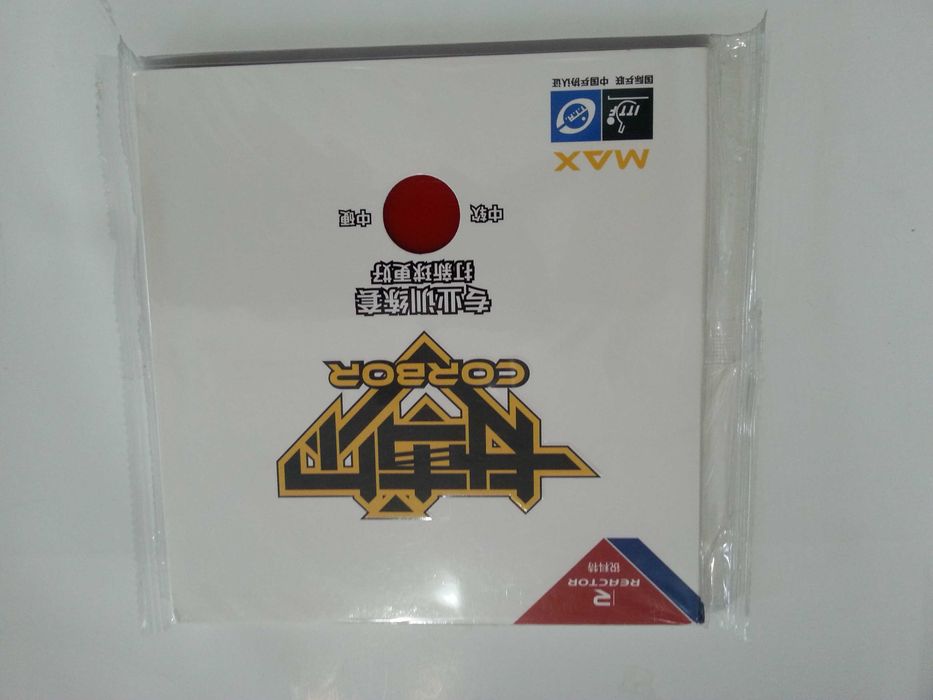 R
REACTOR
锐科特
CORBOR
专业训练套
打新球更好
中软 中硬
MAX
ITTF T.T.A.
国际乒联 中国乒协认证